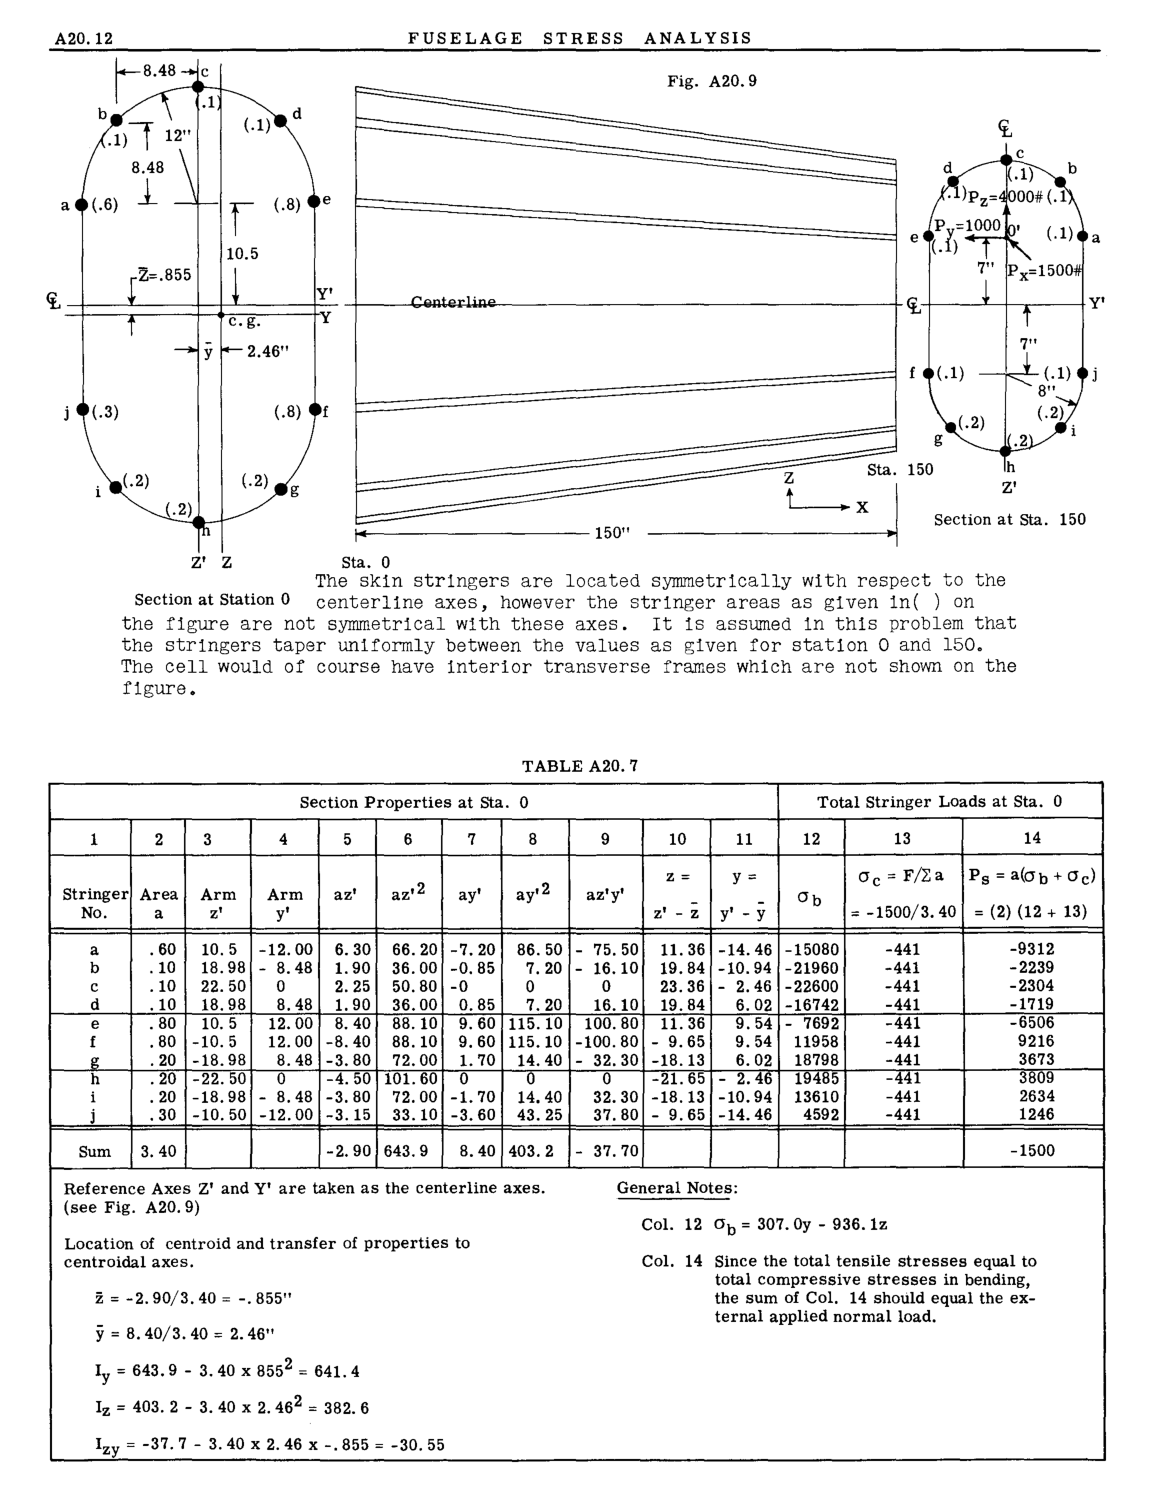 A20.12 FUSELAGE STRESS ANALYSIS
Fig. A20.9
8.48
c
(.1)
b
(.1)
12"
(.1)
d
8.48
a (.6)
(.8) e
10.5
Z̄=.855
℄
Y'
Y
c.g.
ȳ 2.46"
j (.3)
(.8) f
i (.2)
(.2) g
(.2)
h
Z' Z
Section at Station 0
Centerline
Sta. 0
150"
Sta. 150
Z
X
℄
c
(.1)
d
(.1)
b
(.1)
P_z=4000#
P_y=1000
0'
e
(.1)
(.1) a
7"
P_x=1500#
℄
Y'
7"
f (.1)
(.1) j
8"
(.2)
g
(.2)
i
(.2)
h
Z'
Section at Sta. 150
The skin stringers are located symmetrically with respect to the
centerline axes, however the stringer areas as given in( ) on
the figure are not symmetrical with these axes. It is assumed in this problem that
the stringers taper uniformly between the values as given for station 0 and 150.
The cell would of course have interior transverse frames which are not shown on the
figure.
TABLE A20.7
Section Properties at Sta. 0 Total Stringer Loads at Sta. 0
1 2 3 4 5 6 7 8 9 10 11 12 13 14
Stringer No. Area a Arm z' Arm y' az' az'² ay' ay'² az'y' z = z' - z̄ y = y' - ȳ σ_b σ_c = F/Σa = -1500/3.40 P_s = a(σ_b + σ_c) = (2) (12 + 13)
a .60 10.5 -12.00 6.30 66.20 -7.20 86.50 - 75.50 11.36 -14.46 -15080 -441 -9312
b .10 18.98 - 8.48 1.90 36.00 -0.85 7.20 - 16.10 19.84 -10.94 -21960 -441 -2239
c .10 22.50 0 2.25 50.80 -0 0 0 23.36 - 2.46 -22600 -441 -2304
d .10 18.98 8.48 1.90 36.00 0.85 7.20 16.10 19.84 6.02 -16742 -441 -1719
e .80 10.5 12.00 8.40 88.10 9.60 115.10 100.80 11.36 9.54 - 7692 -441 -6506
f .80 -10.5 12.00 -8.40 88.10 9.60 115.10 -100.80 - 9.65 9.54 11958 -441 9216
g .20 -18.98 8.48 -3.80 72.00 1.70 14.40 - 32.30 -18.13 6.02 18798 -441 3673
h .20 -22.50 0 -4.50 101.60 0 0 0 -21.65 - 2.46 19485 -441 3809
i .20 -18.98 - 8.48 -3.80 72.00 -1.70 14.40 32.30 -18.13 -10.94 13610 -441 2634
j .30 -10.50 -12.00 -3.15 33.10 -3.60 43.25 37.80 - 9.65 -14.46 4592 -441 1246
Sum 3.40 -2.90 643.9 8.40 403.2 - 37.70 -1500
Reference Axes Z' and Y' are taken as the centerline axes.
(see Fig. A20.9)
Location of centroid and transfer of properties to
centroidal axes.
z̄ = -2.90/3.40 = -.855"
ȳ = 8.40/3.40 = 2.46"
I_y = 643.9 - 3.40 x 855² = 641.4
I_z = 403.2 - 3.40 x 2.46² = 382.6
I_zy = -37.7 - 3.40 x 2.46 x -.855 = -30.55
General Notes:
Col. 12 σ_b = 307.0y - 936.1z
Col. 14 Since the total tensile stresses equal to
total compressive stresses in bending,
the sum of Col. 14 should equal the ex-
ternal applied normal load.